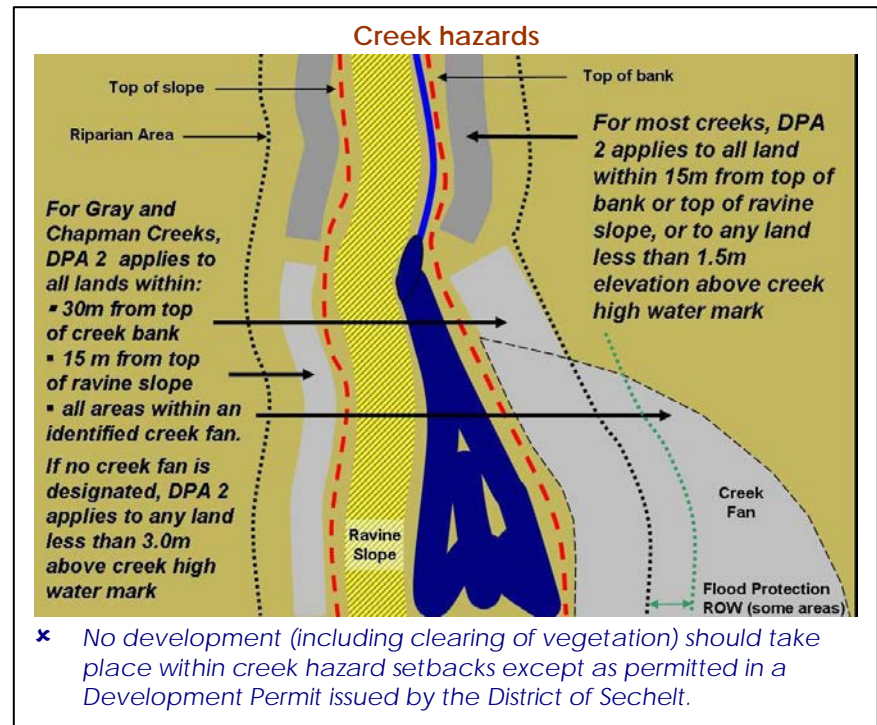 Creek hazards
Top of slope
Riparian Area
Top of bank
For most creeks, DPA
2 applies to all land
within 15m from top of
bank or top of ravine
slope, or to any land
less than 1.5m
elevation above creek
high water mark
For Gray and
Chapman Creeks,
DPA 2 applies to
all lands within:
▪ 30m from top
of creek bank
▪ 15 m from top
of ravine slope
▪ all areas within an
identified creek fan.
If no creek fan is
designated, DPA 2
applies to any land
less than 3.0m
above creek high
water mark
Ravine
Slope
Creek
Fan
Flood Protection
ROW (some areas)
× No development (including clearing of vegetation) should take
place within creek hazard setbacks except as permitted in a
Development Permit issued by the District of Sechelt.